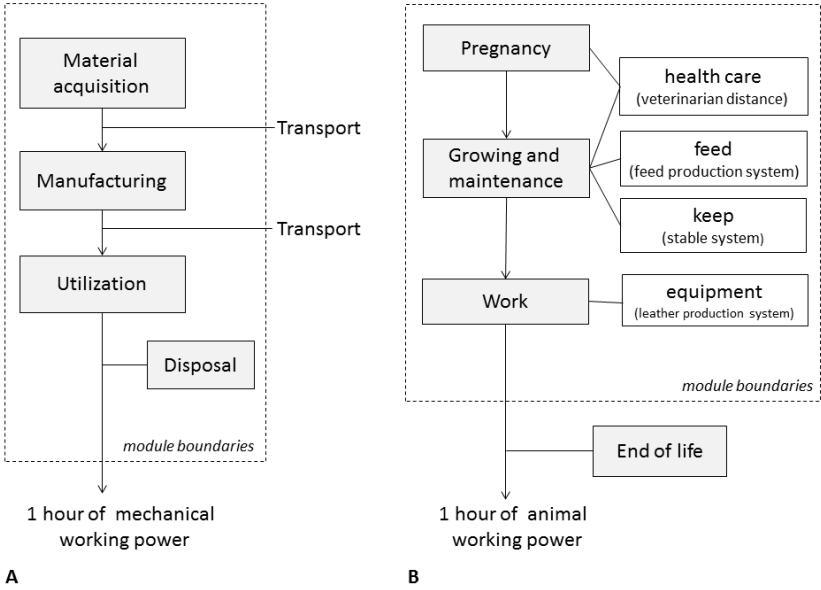 Material
acquisition
Transport
Manufacturing
Transport
Utilization
Disposal
module boundaries
1 hour of mechanical
working power
A
Pregnancy
health care
(veterinarian distance)
Growing and
maintenance
feed
(feed production system)
keep
(stable system)
Work
equipment
(leather production system)
module boundaries
End of life
1 hour of animal
working power
B